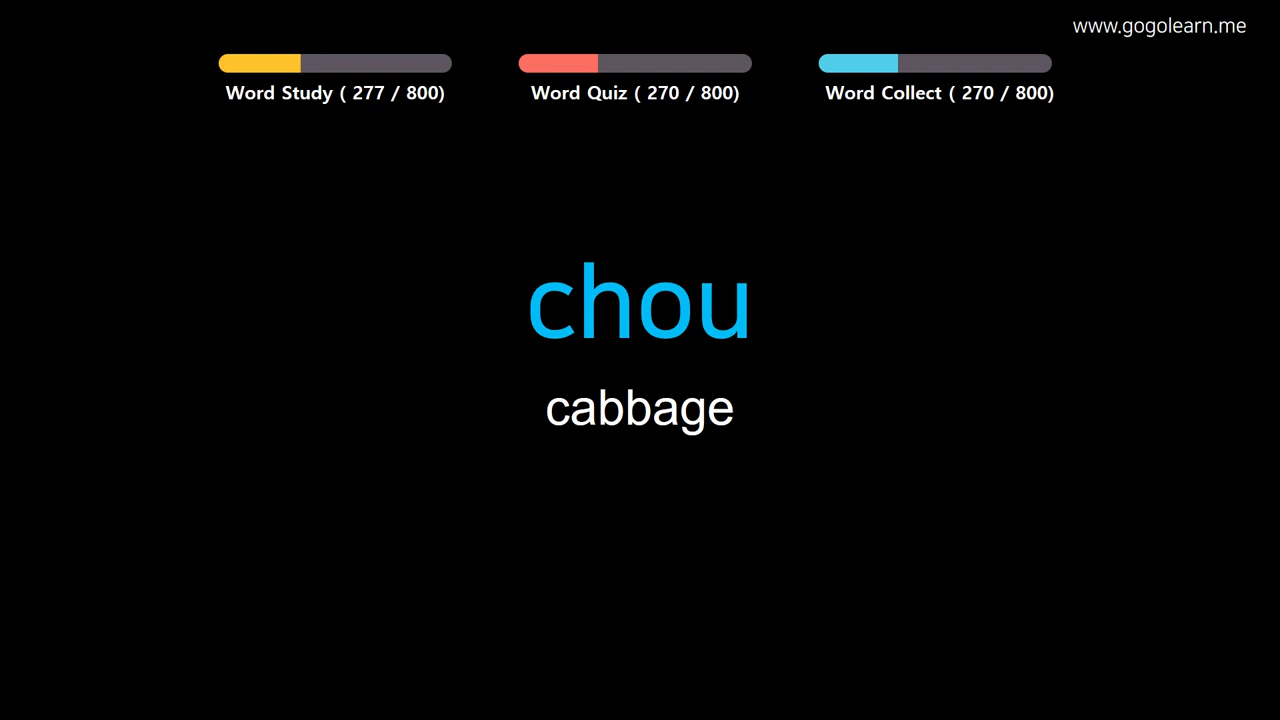 www.gogolearn.me
Word Study ( 277 / 800)
Word Quiz ( 270 / 800)
Word Collect ( 270 / 800)
chou
cabbage